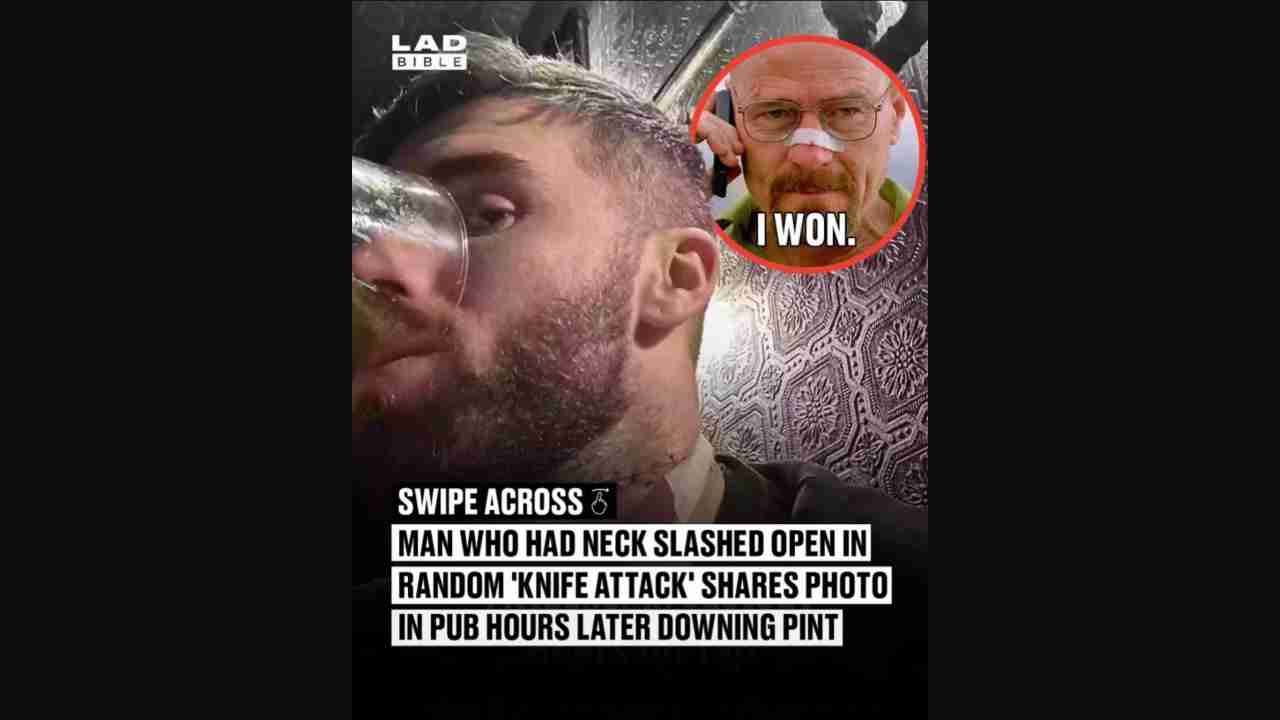 LAD
BIBLE
I WON.
SWIPE ACROSS
MAN WHO HAD NECK SLASHED OPEN IN
RANDOM 'KNIFE ATTACK' SHARES PHOTO
IN PUB HOURS LATER DOWNING PINT